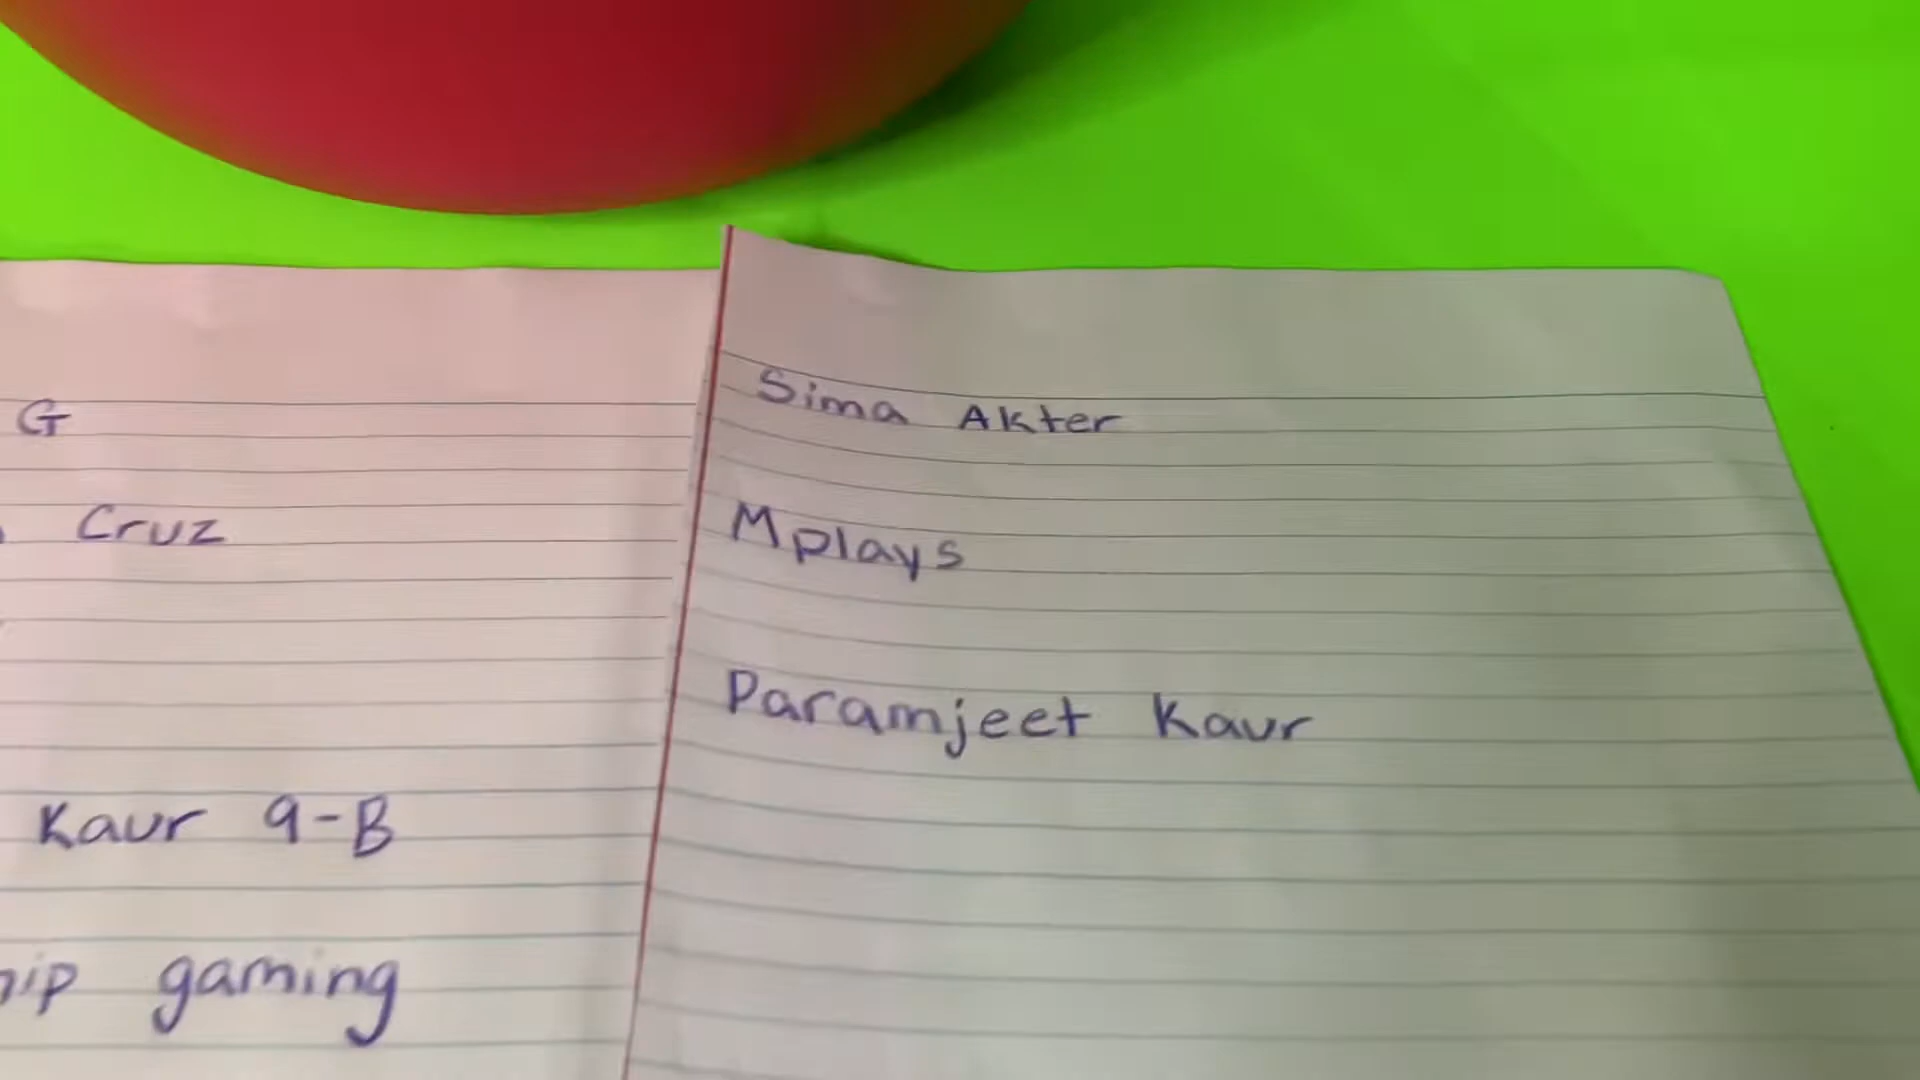 G
Cruz
Kaur 9-B
gaming
Sima Akter
Mplays
Paramjeet Kaur